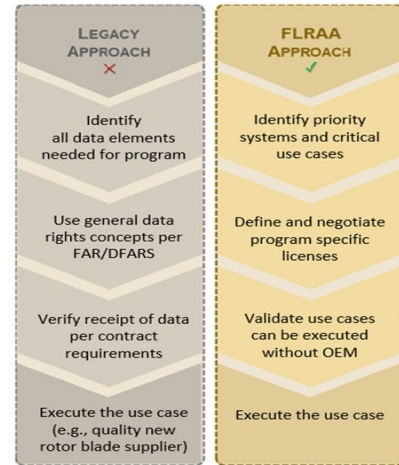 LEGACY
APPROACH
✗
Identify
all data elements
needed for program
Use general data
rights concepts per
FAR/DFARS
Verify receipt of data
per contract
requirements
Execute the use case
(e.g., quality new
rotor blade supplier)
FLRAA
APPROACH
✓
Identify priority
systems and critical
use cases
Define and negotiate
program specific
licenses
Validate use cases
can be executed
without OEM
Execute the use case